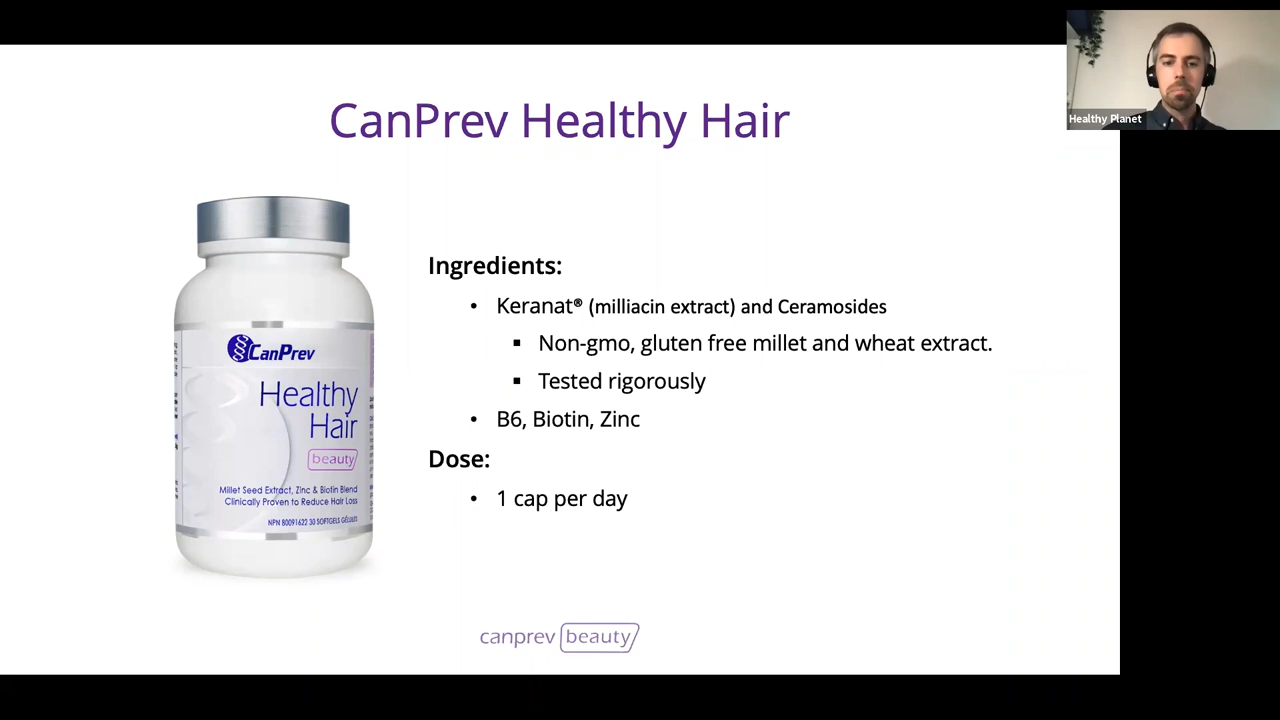 CanPrev Healthy Hair
Healthy Planet
Ingredients:
• Keranat® (milliacin extract) and Ceramosides
▪ Non-gmo, gluten free millet and wheat extract.
▪ Tested rigorously
• B6, Biotin, Zinc
Dose:
• 1 cap per day
CanPrev
Healthy
Hair
beauty
Millet Seed Extract, Zinc & Biotin Blend
Clinically Proven to Reduce Hair Loss
NPN 80091622 30 SOFTGELS GÉLULES
canprev beauty